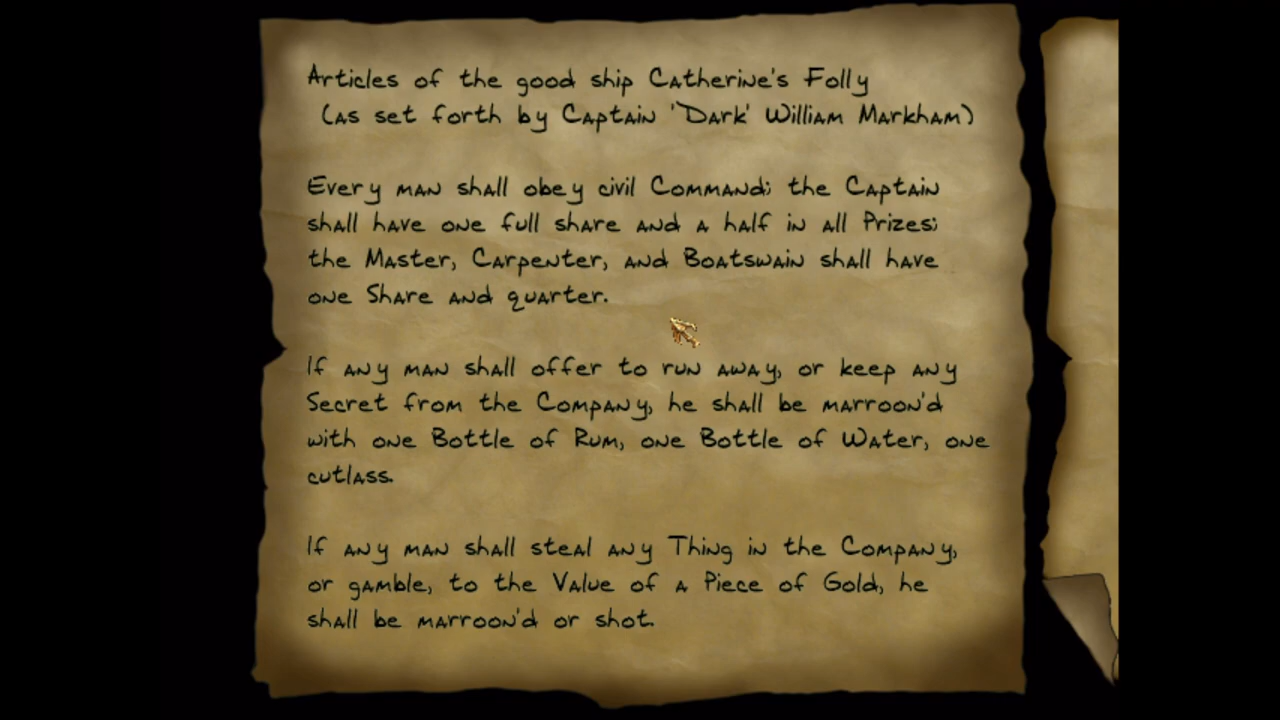 Articles of the good ship Catherine's Folly
(as set forth by Captain 'Dark' William Markham)
Every man shall obey civil Command; the Captain
shall have one full share and a half in all Prizes;
the Master, Carpenter, and Boatswain shall have
one Share and quarter.
If any man shall offer to run away, or keep any
Secret from the Company, he shall be marroon'd
with one Bottle of Rum, one Bottle of Water, one
cutlass.
If any man shall steal any Thing in the Company,
or gamble, to the Value of a Piece of Gold, he
shall be marroon'd or shot.